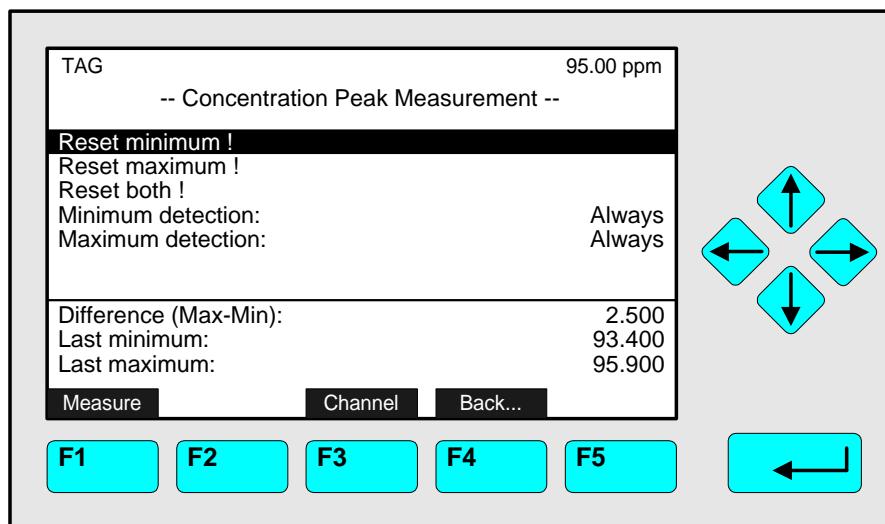 TAG 95.00 ppm
-- Concentration Peak Measurement --
Reset minimum !
Reset maximum !
Reset both !
Minimum detection: Always
Maximum detection: Always
Difference (Max-Min): 2.500
Last minimum: 93.400
Last maximum: 95.900
Measure Channel Back...
F1 F2 F3 F4 F5